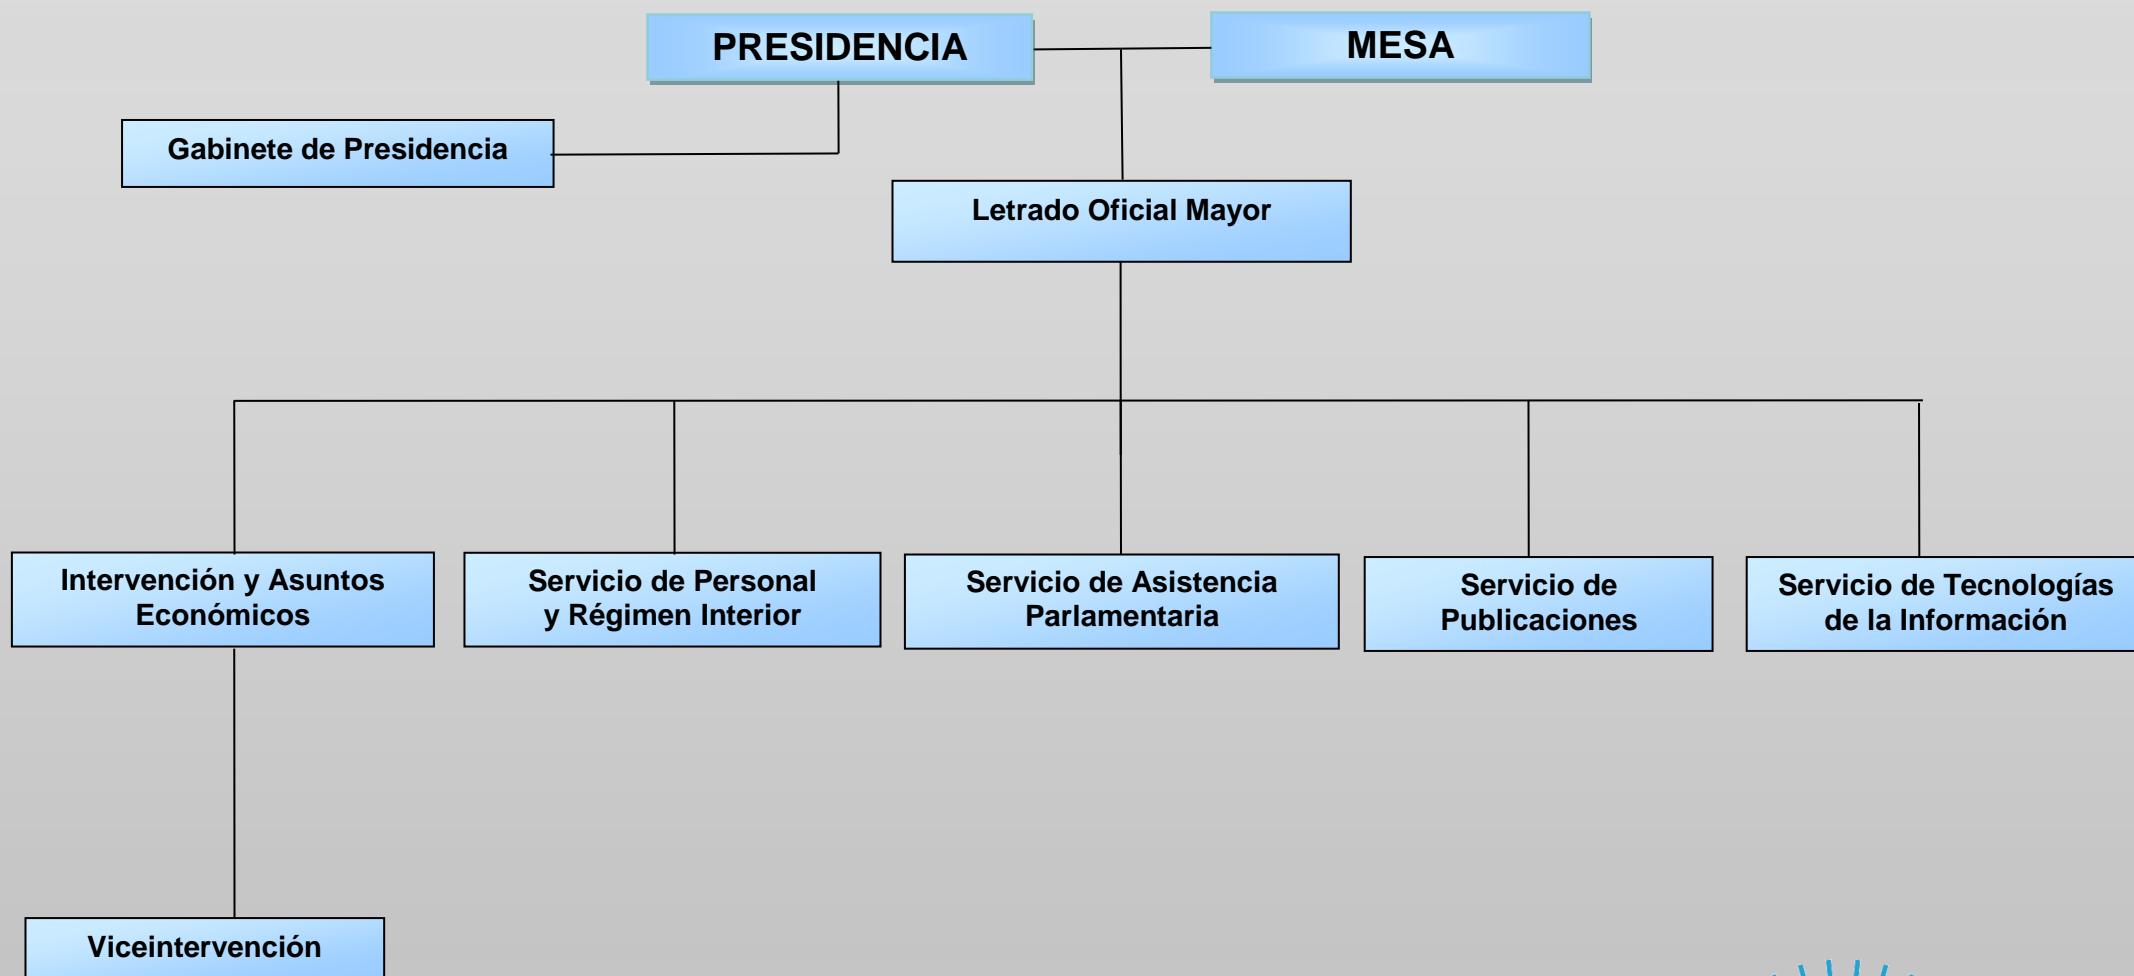 PRESIDENCIA
MESA
Gabinete de Presidencia
Letrado Oficial Mayor
Intervención y Asuntos
Económicos
Servicio de Personal
y Régimen Interior
Servicio de Asistencia
Parlamentaria
Servicio de
Publicaciones
Servicio de Tecnologías
de la Información
Viceintervención